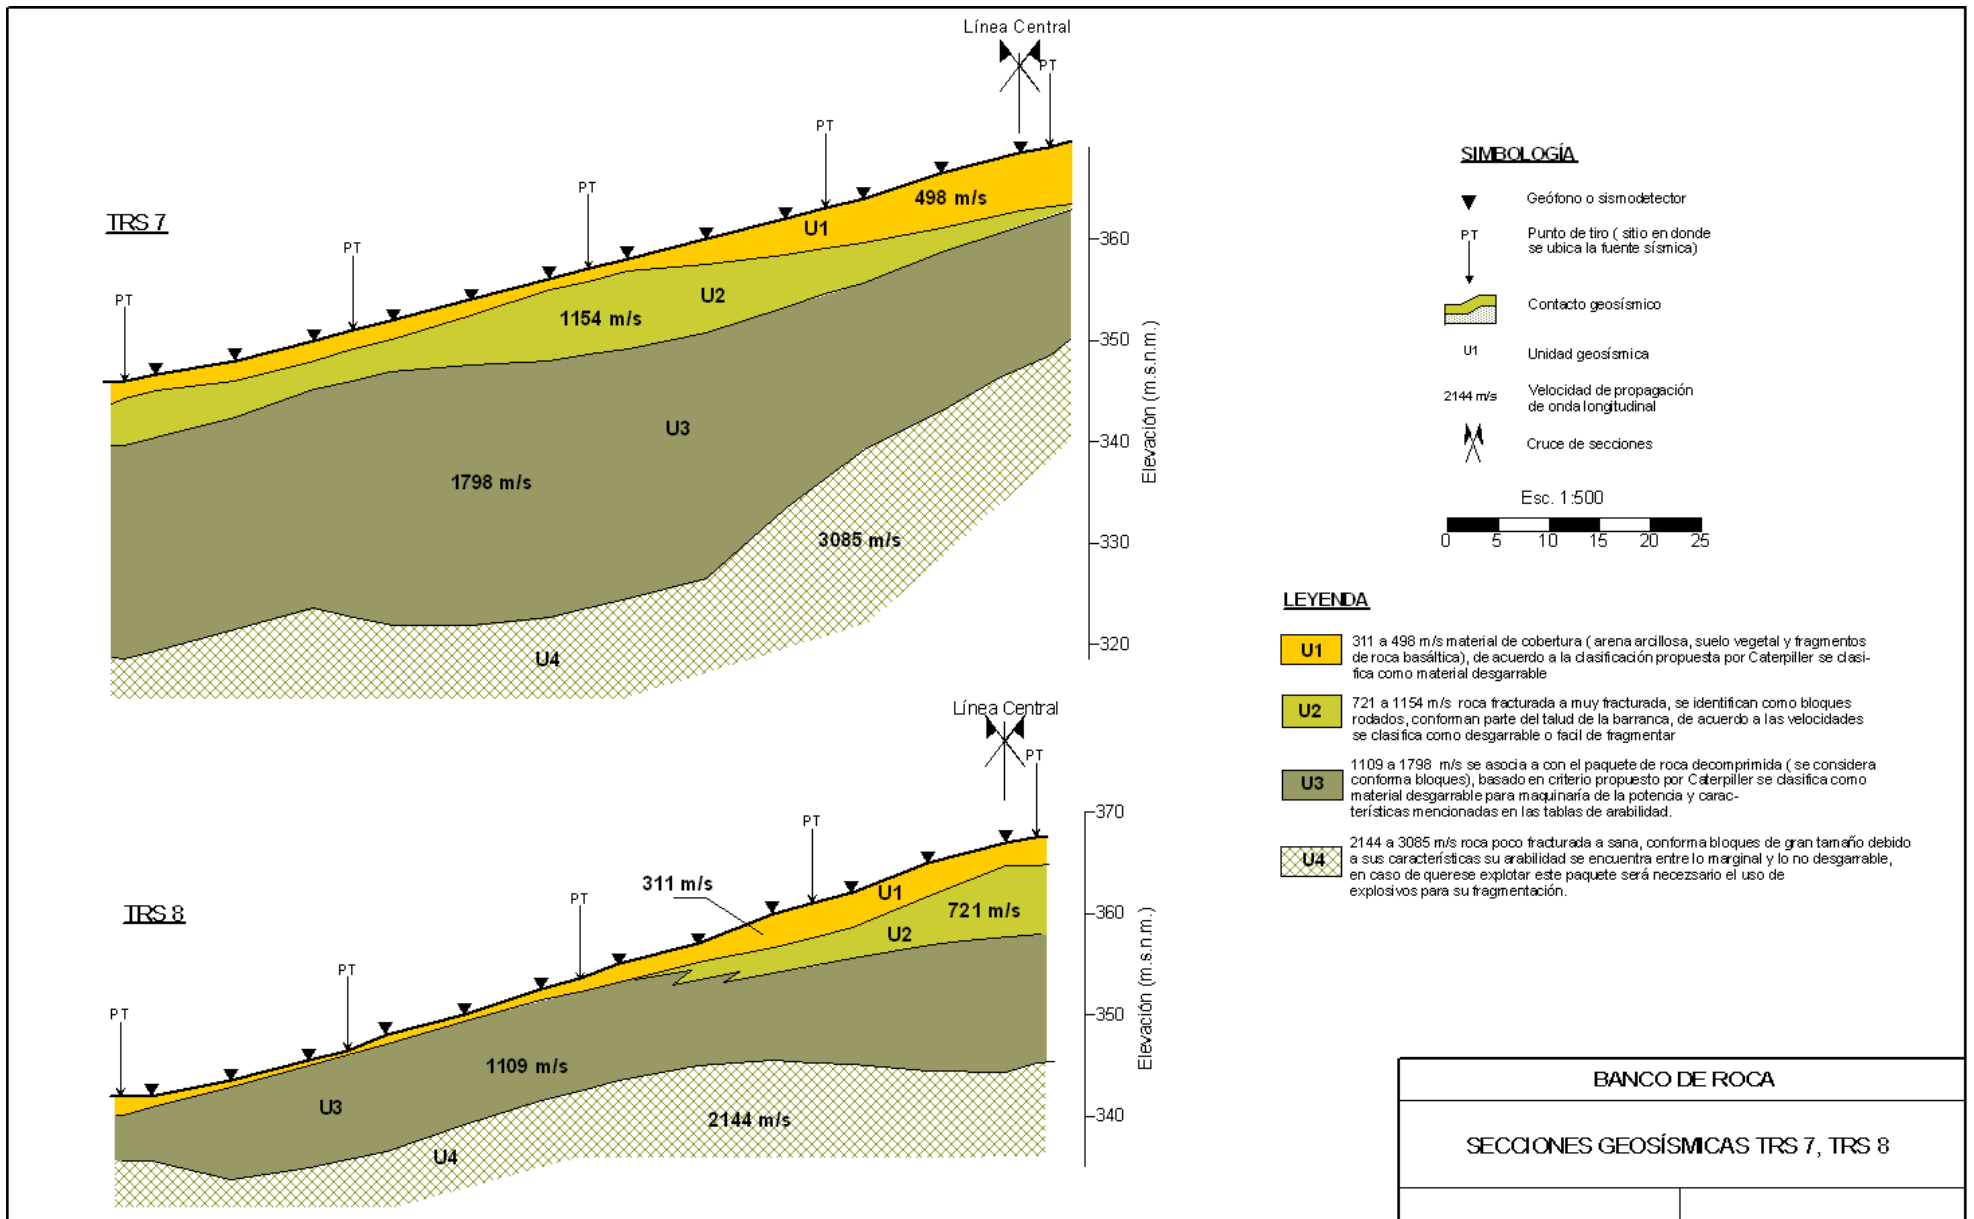 Línea Central
PT
PT
PT
PT
PT
TRS 7
498 m/s
U1
U2
1154 m/s
U3
1798 m/s
3085 m/s
U4
360
350
340
330
320
Elevación (m.s.n.m.)
Línea Central
PT
PT
PT
PT
PT
TRS 8
311 m/s
U1
721 m/s
U2
1109 m/s
U3
2144 m/s
U4
370
360
350
340
Elevación (m.s.n.m.)
SIMBOLOGÍA
Geófono o sismodetector
PT
Punto de tiro ( sitio en donde
se ubica la fuente sísmica)
Contacto geosísmico
U1
Unidad geosísmica
2144 m/s
Velocidad de propagación
de onda longitudinal
Cruce de secciones
Esc. 1:500
0 5 10 15 20 25
LEYENDA
U1
311 a 498 m/s material de cobertura ( arena arcillosa, suelo vegetal y fragmentos
de roca basáltica), de acuerdo a la clasificación propuesta por Caterpiller se clasi-
fica como material desgarrable
U2
721 a 1154 m/s roca fracturada a muy fracturada, se identifican como bloques
rodados, conforman parte del talud de la barranca, de acuerdo a las velocidades
se clasifica como desgarrable o facil de fragmentar
U3
1109 a 1798 m/s se asocia a con el paquete de roca decomprimida ( se considera
conforma bloques), basado en criterio propuesto por Caterpiller se clasifica como
material desgarrable para maquinaría de la potencia y carac-
terísticas mencionadas en las tablas de arabilidad.
U4
2144 a 3085 m/s roca poco fracturada a sana, conforma bloques de gran tamaño debido
a sus características su arabilidad se encuentra entre lo marginal y lo no desgarrable,
en caso de querese explotar este paquete será necezsario el uso de
explosivos para su fragmentación.
BANCO DE ROCA
SECCIONES GEOSÍSMICAS TRS 7, TRS 8